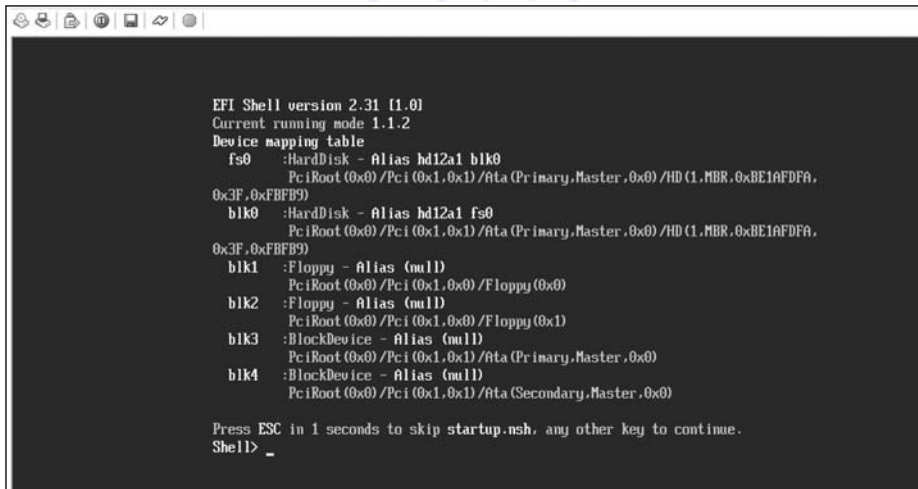 EFI Shell version 2.31 [1.0]
Current running mode 1.1.2
Device mapping table
fs0 :HardDisk - Alias hd12a1 blk0
PciRoot(0x0)/Pci(0x1,0x1)/Ata(Primary,Master,0x0)/HD(1,MBR,0xBE1AFDFA,
0x3F,0xFBFB9)
blk0 :HardDisk - Alias hd12a1 fs0
PciRoot(0x0)/Pci(0x1,0x1)/Ata(Primary,Master,0x0)/HD(1,MBR,0xBE1AFDFA,
0x3F,0xFBFB9)
blk1 :Floppy - Alias (null)
PciRoot(0x0)/Pci(0x1,0x0)/Floppy(0x0)
blk2 :Floppy - Alias (null)
PciRoot(0x0)/Pci(0x1,0x0)/Floppy(0x1)
blk3 :BlockDevice - Alias (null)
PciRoot(0x0)/Pci(0x1,0x1)/Ata(Primary,Master,0x0)
blk4 :BlockDevice - Alias (null)
PciRoot(0x0)/Pci(0x1,0x1)/Ata(Secondary,Master,0x0)
Press ESC in 1 seconds to skip startup.nsh, any other key to continue.
Shell> _